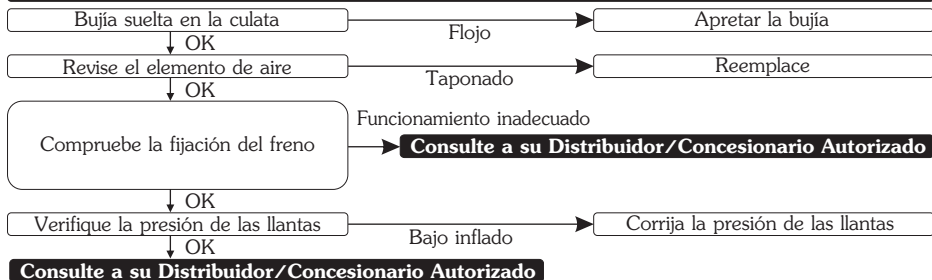 Bujía suelta en la culata
Flojo
Apretar la bujía
OK
Revise el elemento de aire
Taponado
Reemplace
OK
Compruebe la fijación del freno
Funcionamiento inadecuado
Consulte a su Distribuidor/Concesionario Autorizado
OK
Verifique la presión de las llantas
Bajo inflado
Corrija la presión de las llantas
OK
Consulte a su Distribuidor/Concesionario Autorizado